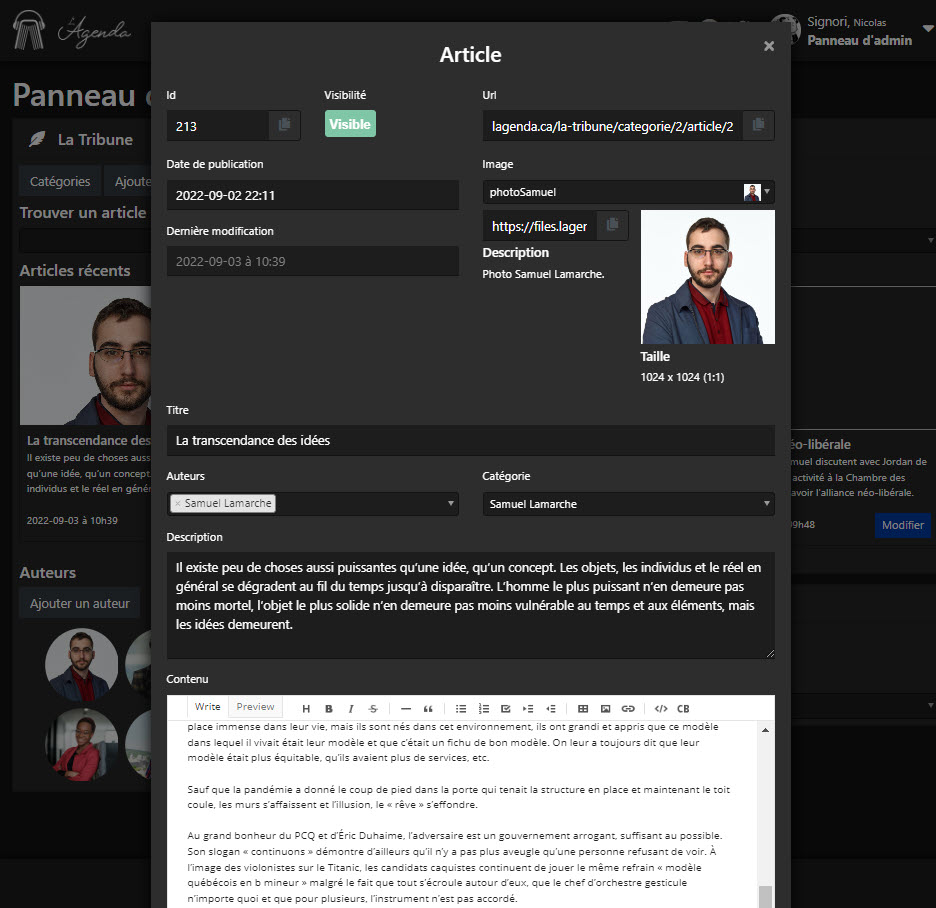 L'Agenda
Signori, Nicolas
Panneau d'admin
Panneau d
La Tribune
Catégories
Ajoute
Trouver un article
Articles récents
La transcendance des
Il existe peu de choses auss
qu'une idée, qu'un concept.
individus et le réel en génér
2022-09-03 à 10h39
Auteurs
Ajouter un auteur
Article
×
Id
Visibilité
Url
213
Visible
lagenda.ca/la-tribune/categorie/2/article/2
Date de publication
Image
2022-09-02 22:11
photoSamuel
Dernière modification
https://files.lager
2022-09-03 à 10:39
Description
Photo Samuel Lamarche.
Taille
1024 x 1024 (1:1)
Titre
La transcendance des idées
Auteurs
Catégorie
× Samuel Lamarche
Samuel Lamarche
Description
Il existe peu de choses aussi puissantes qu’une idée, qu’un concept. Les objets, les individus et le réel en
général se dégradent au fil du temps jusqu’à disparaître. L’homme le plus puissant n’en demeure pas
moins mortel, l’objet le plus solide n’en demeure pas moins vulnérable au temps et aux éléments, mais
les idées demeurent.
Contenu
Write
Preview
H B I S — “ </> CB
place immense dans leur vie, mais ils sont nés dans cet environnement, ils ont grandi et appris que ce modèle
dans lequel il vivait était leur modèle et que c’était un fichu de bon modèle. On leur a toujours dit que leur
modèle était plus équitable, qu’ils avaient plus de services, etc.
Sauf que la pandémie a donné le coup de pied dans la porte qui tenait la structure en place et maintenant le toit
coule, les murs s’affaissent et l’illusion, le « rêve » s’effondre.
Au grand bonheur du PCQ et d’Éric Duhaime, l’adversaire est un gouvernement arrogant, suffisant au possible.
Son slogan « continuons » démontre d’ailleurs qu’il n’y a pas plus aveugle qu’une personne refusant de voir. À
l’image des violonistes sur le Titanic, les candidats caquistes continuent de jouer le même refrain « modèle
québécois en b mineur » malgré le fait que tout s’écroule autour d’eux, que le chef d’orchestre gesticule
n’importe quoi et que pour plusieurs, l’instrument n’est pas accordé.
éo-libérale
muel discutent avec Jordan de
activité à la Chambre des
avoir l'alliance néo-libérale.
09h48
Modifier